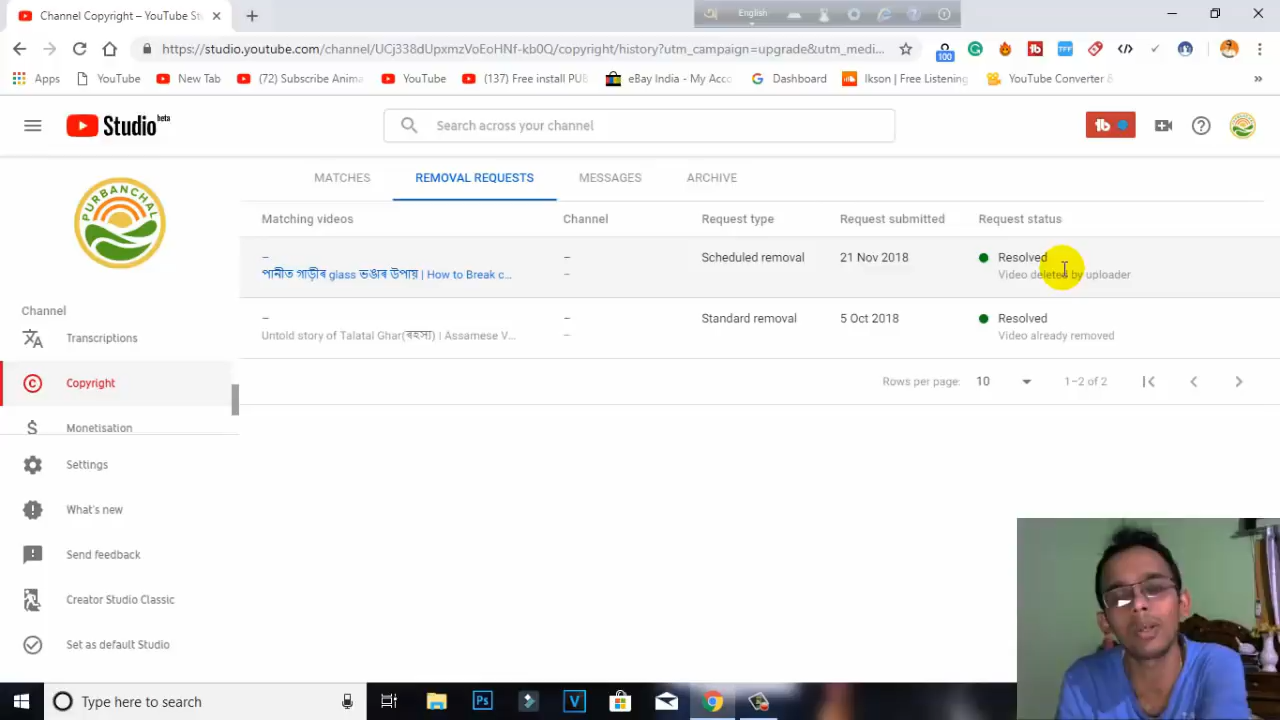 Channel Copyright – YouTube St
English
https://studio.youtube.com/channel/UCj338dUpxmzVoEoHNf-kb0Q/copyright/history?utm_campaign=upgrade&utm_medi...
100
Apps YouTube New Tab (72) Subscribe Anima YouTube (137) Free install PUB eBay India - My Acc Dashboard Ikson | Free Listening YouTube Converter &
Studio beta
Search across your channel
PURBANCHAL
MATCHES REMOVAL REQUESTS MESSAGES ARCHIVE
Matching videos Channel Request type Request submitted Request status
– – Scheduled removal 21 Nov 2018 Resolved
পানীত গাড়ীৰ glass ভঙাৰ উপায় | How to Break c... – Video deleted by uploader
– – Standard removal 5 Oct 2018 Resolved
Untold story of Talatal Ghar(ৰহস্য) | Assamese V... – Video already removed
Rows per page: 10 1–2 of 2
Channel
Transcriptions
Copyright
Monetisation
Settings
What's new
Send feedback
Creator Studio Classic
Set as default Studio
Type here to search